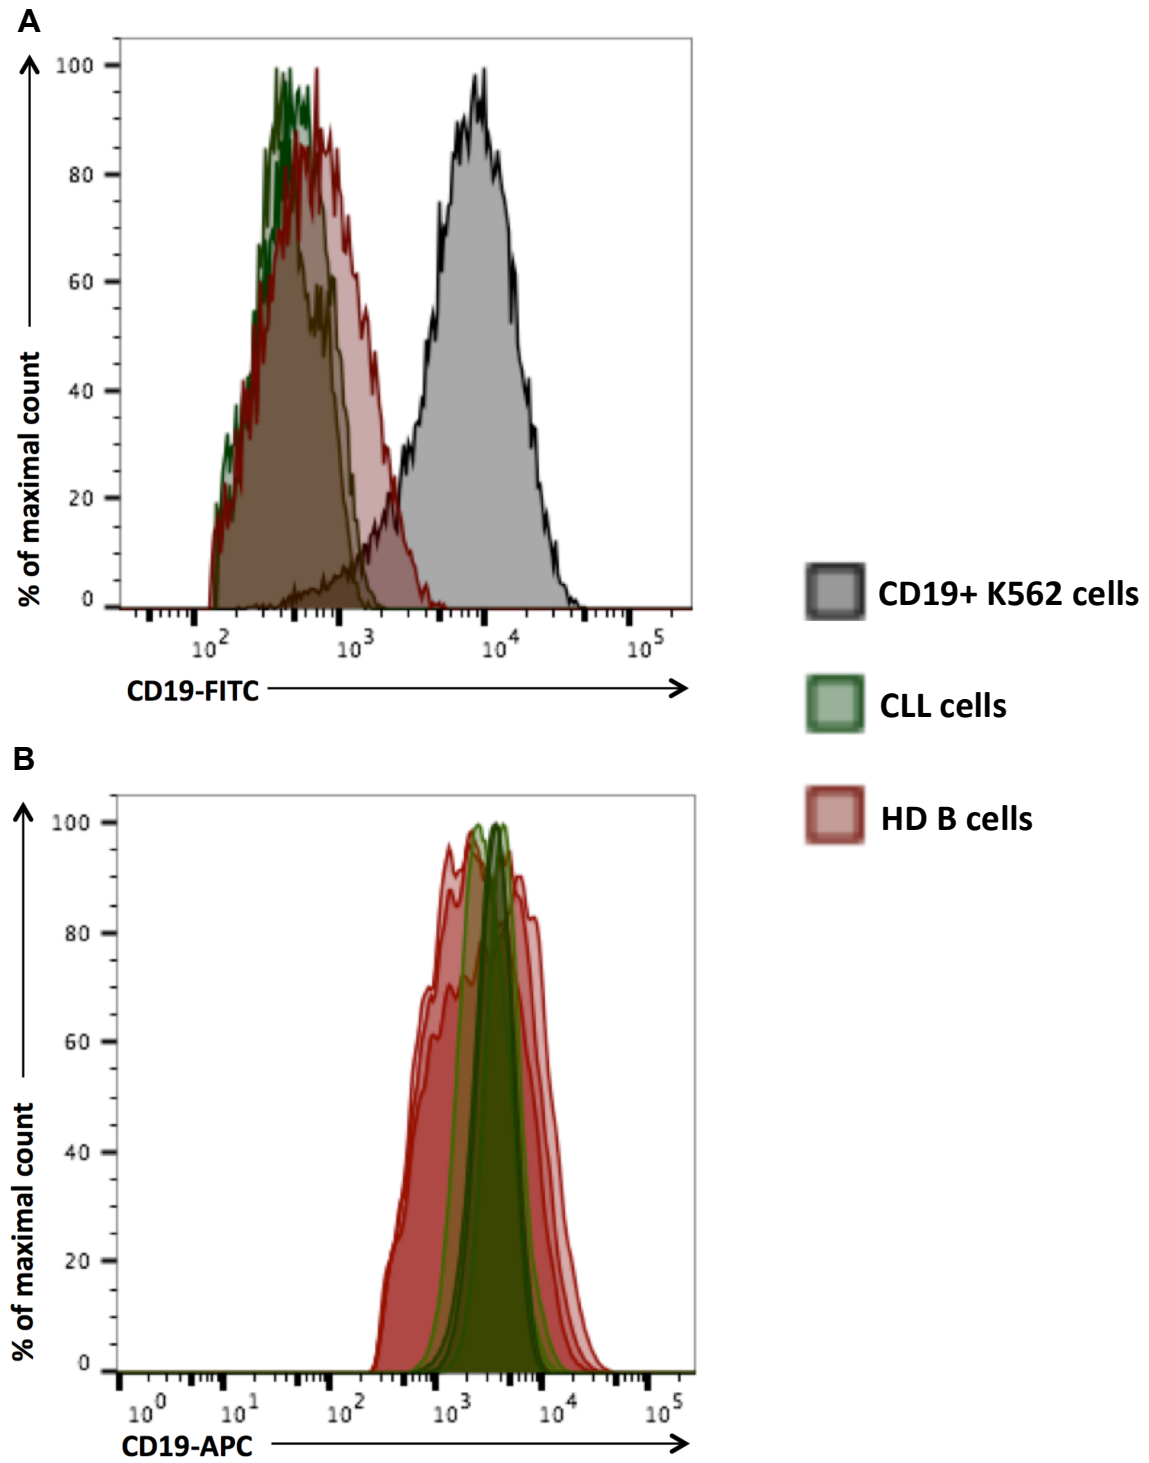 A
% of maximal count
100
80
60
40
20
0
10^2 10^3 10^4 10^5
CD19-FITC
CD19+ K562 cells
CLL cells
HD B cells
B
% of maximal count
100
80
60
40
20
0
10^0 10^1 10^2 10^3 10^4 10^5
CD19-APC